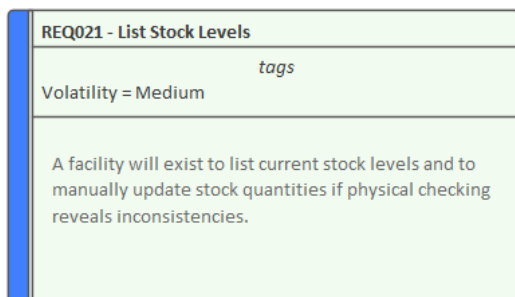 REQ021 - List Stock Levels
tags
Volatility = Medium
A facility will exist to list current stock levels and to
manually update stock quantities if physical checking
reveals inconsistencies.